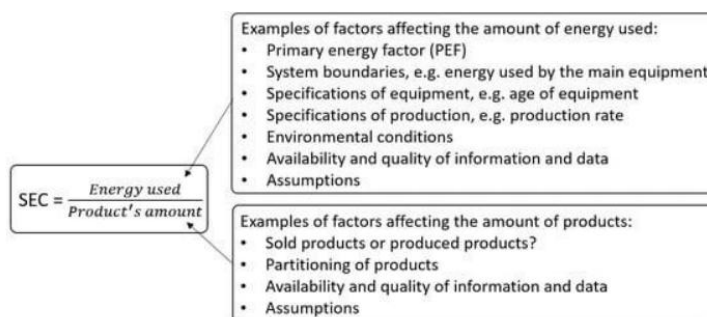 Examples of factors affecting the amount of energy used:
• Primary energy factor (PEF)
• System boundaries, e.g. energy used by the main equipment
• Specifications of equipment, e.g. age of equipment
• Specifications of production, e.g. production rate
• Environmental conditions
• Availability and quality of information and data
• Assumptions
SEC = Energy used / Product's amount
Examples of factors affecting the amount of products:
• Sold products or produced products?
• Partitioning of products
• Availability and quality of information and data
• Assumptions